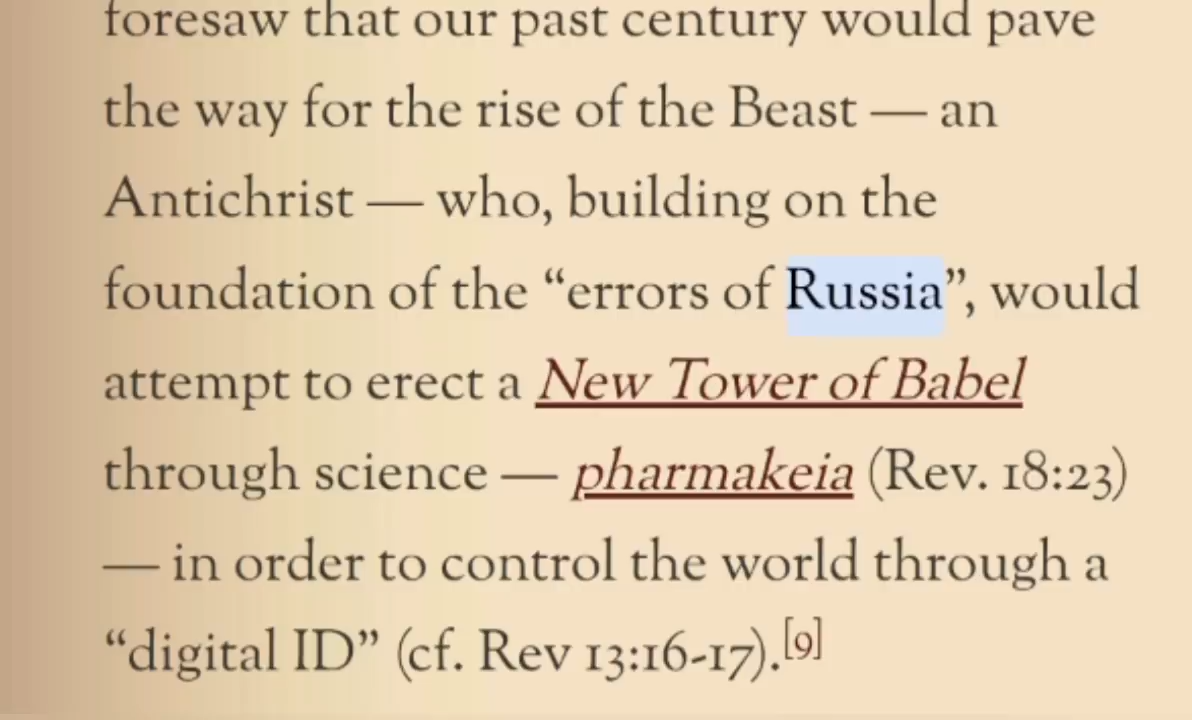 foresaw that our past century would pave
the way for the rise of the Beast — an
Antichrist — who, building on the
foundation of the “errors of Russia”, would
attempt to erect a New Tower of Babel
through science — pharmakeia (Rev. 18:23)
— in order to control the world through a
“digital ID” (cf. Rev 13:16-17).[9]